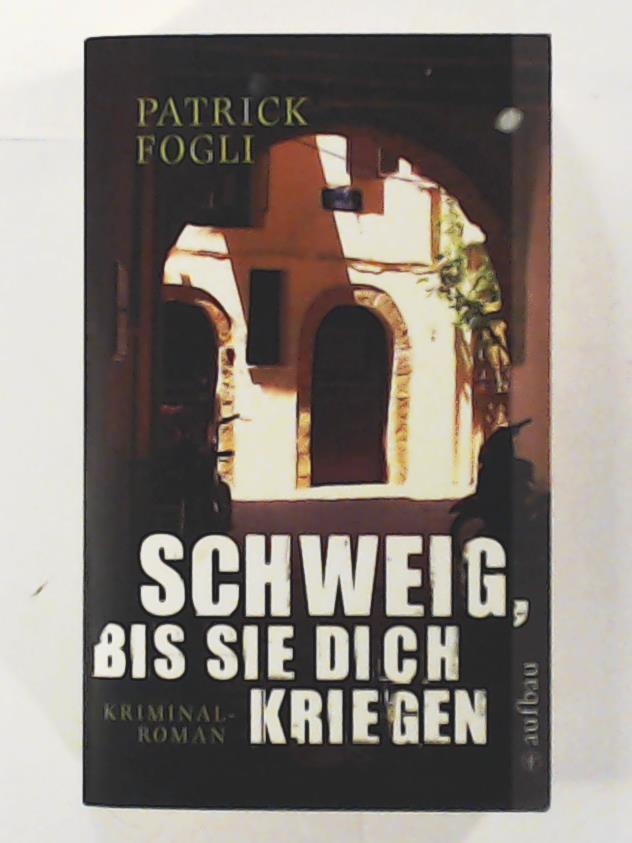 PATRICK
FOGLI
SCHWEIG,
BIS SIE DICH
KRIMINAL-
ROMAN
KRIEGEN
aufbau